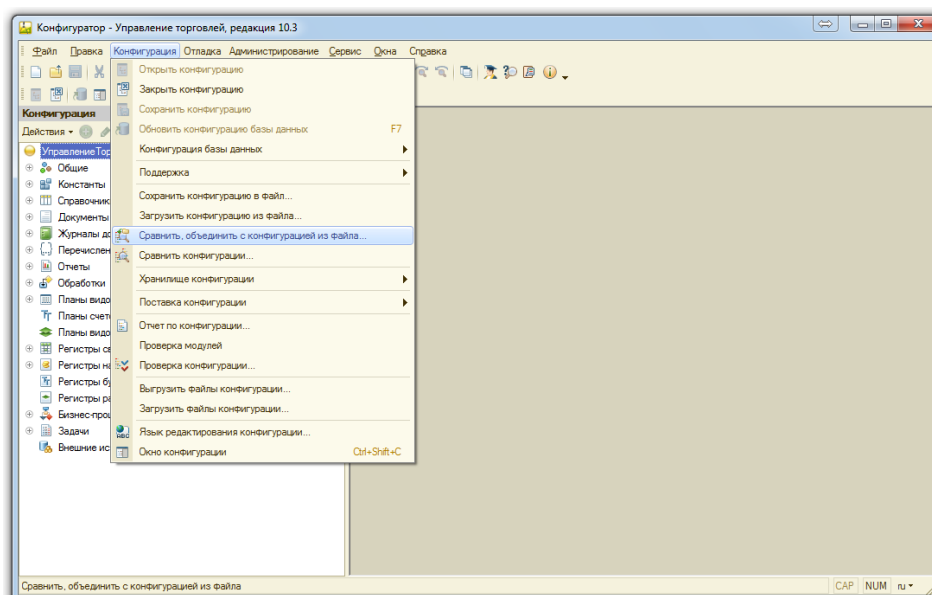 Конфигуратор - Управление торговлей, редакция 10.3
Файл Правка Конфигурация Отладка Администрирование Сервис Окна Справка
Конфигурация
Действия
УправлениеТор
Общие
Константы
Справочник
Документы
Журналы до
Перечислен
Отчеты
Обработки
Планы видо
Планы счет
Планы видо
Регистры св
Регистры на
Регистры бу
Регистры ра
Бизнес-проц
Задачи
Внешние ис
Открыть конфигурацию
Закрыть конфигурацию
Сохранить конфигурацию
Обновить конфигурацию базы данных F7
Конфигурация базы данных
Поддержка
Сохранить конфигурацию в файл...
Загрузить конфигурацию из файла...
Сравнить, объединить с конфигурацией из файла...
Сравнить конфигурации...
Хранилище конфигурации
Поставка конфигурации
Отчет по конфигурации...
Проверка модулей
Проверка конфигурации...
Выгрузить файлы конфигурации...
Загрузить файлы конфигурации...
Язык редактирования конфигурации...
Окно конфигурации Ctrl+Shift+C
Сравнить, объединить с конфигурацией из файла
CAP NUM ru